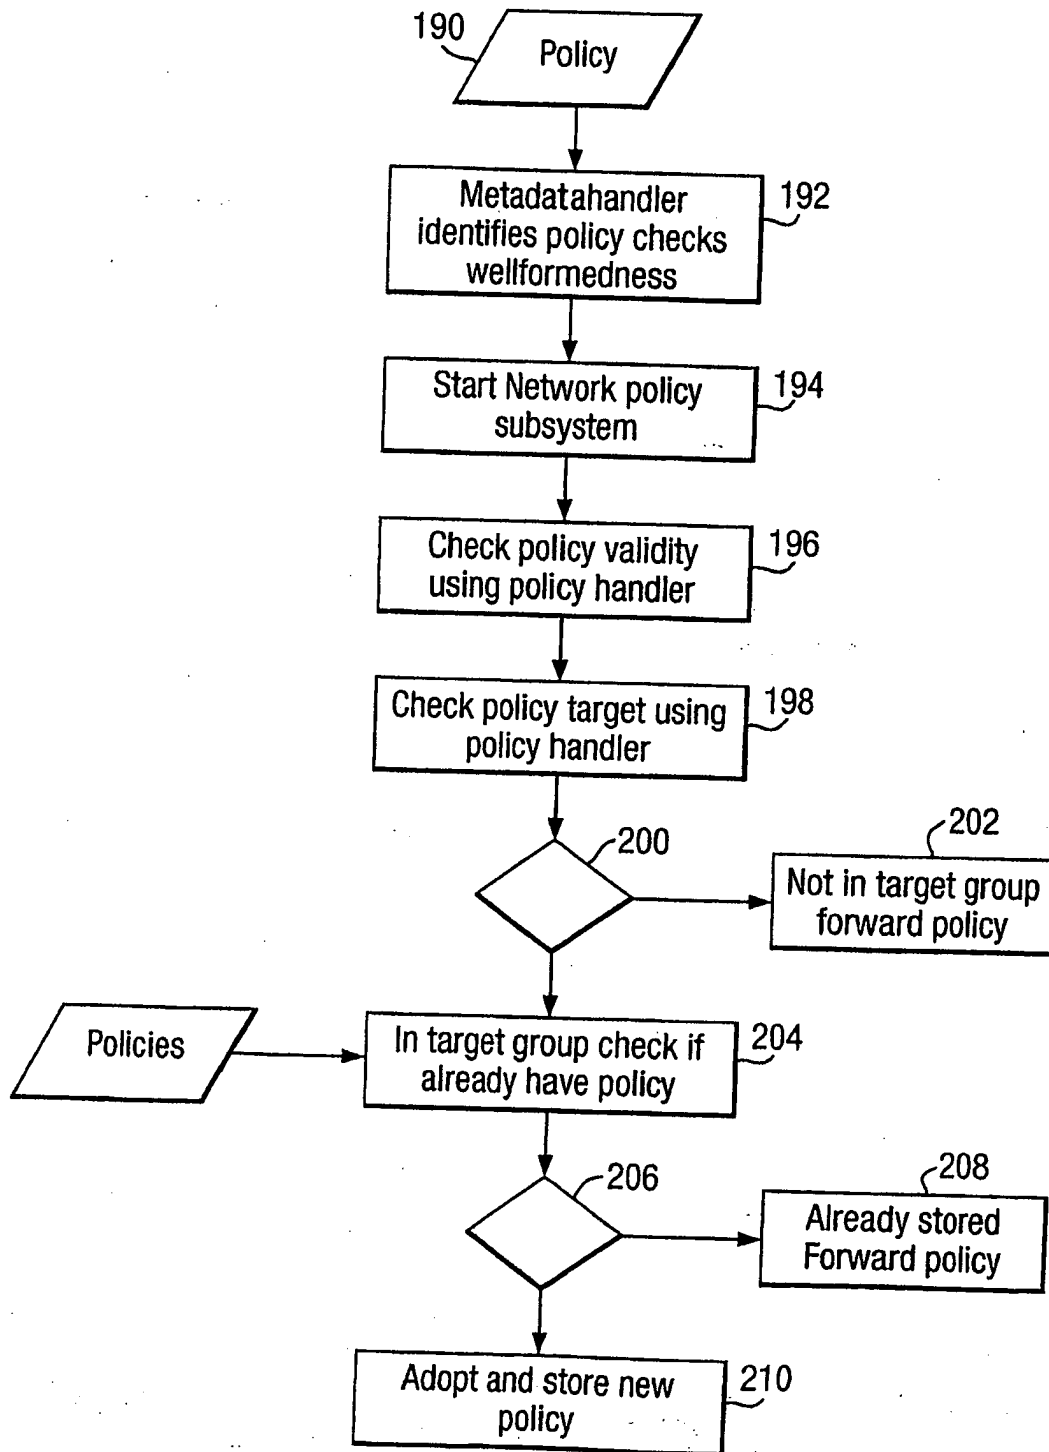 190
Policy
Metadatahandler
identifies policy checks
wellformedness
192
Start Network policy
subsystem
194
Check policy validity
using policy handler
196
Check policy target using
policy handler
198
200
202
Not in target group
forward policy
Policies
In target group check if
already have policy
204
206
208
Already stored
Forward policy
Adopt and store new
policy
210